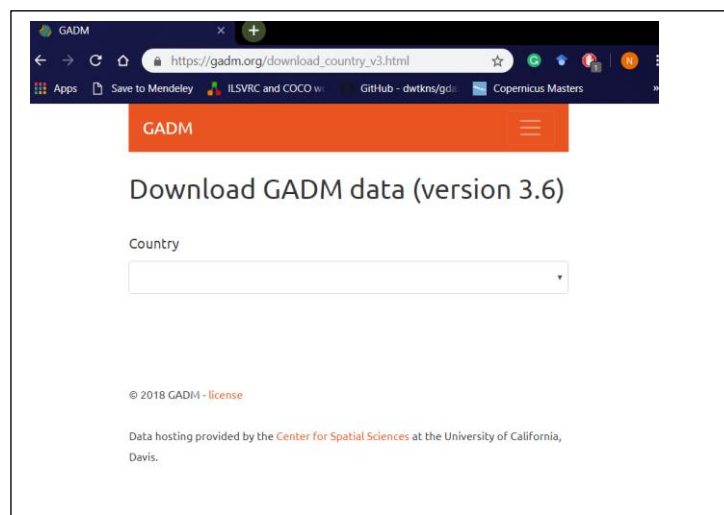 GADM
https://gadm.org/download_country_v3.html
Apps Save to Mendeley ILSVRC and COCO w GitHub - dwtkns/gda Copernicus Masters »
GADM
Download GADM data (version 3.6)
Country
© 2018 GADM - license
Data hosting provided by the Center for Spatial Sciences at the University of California,
Davis.